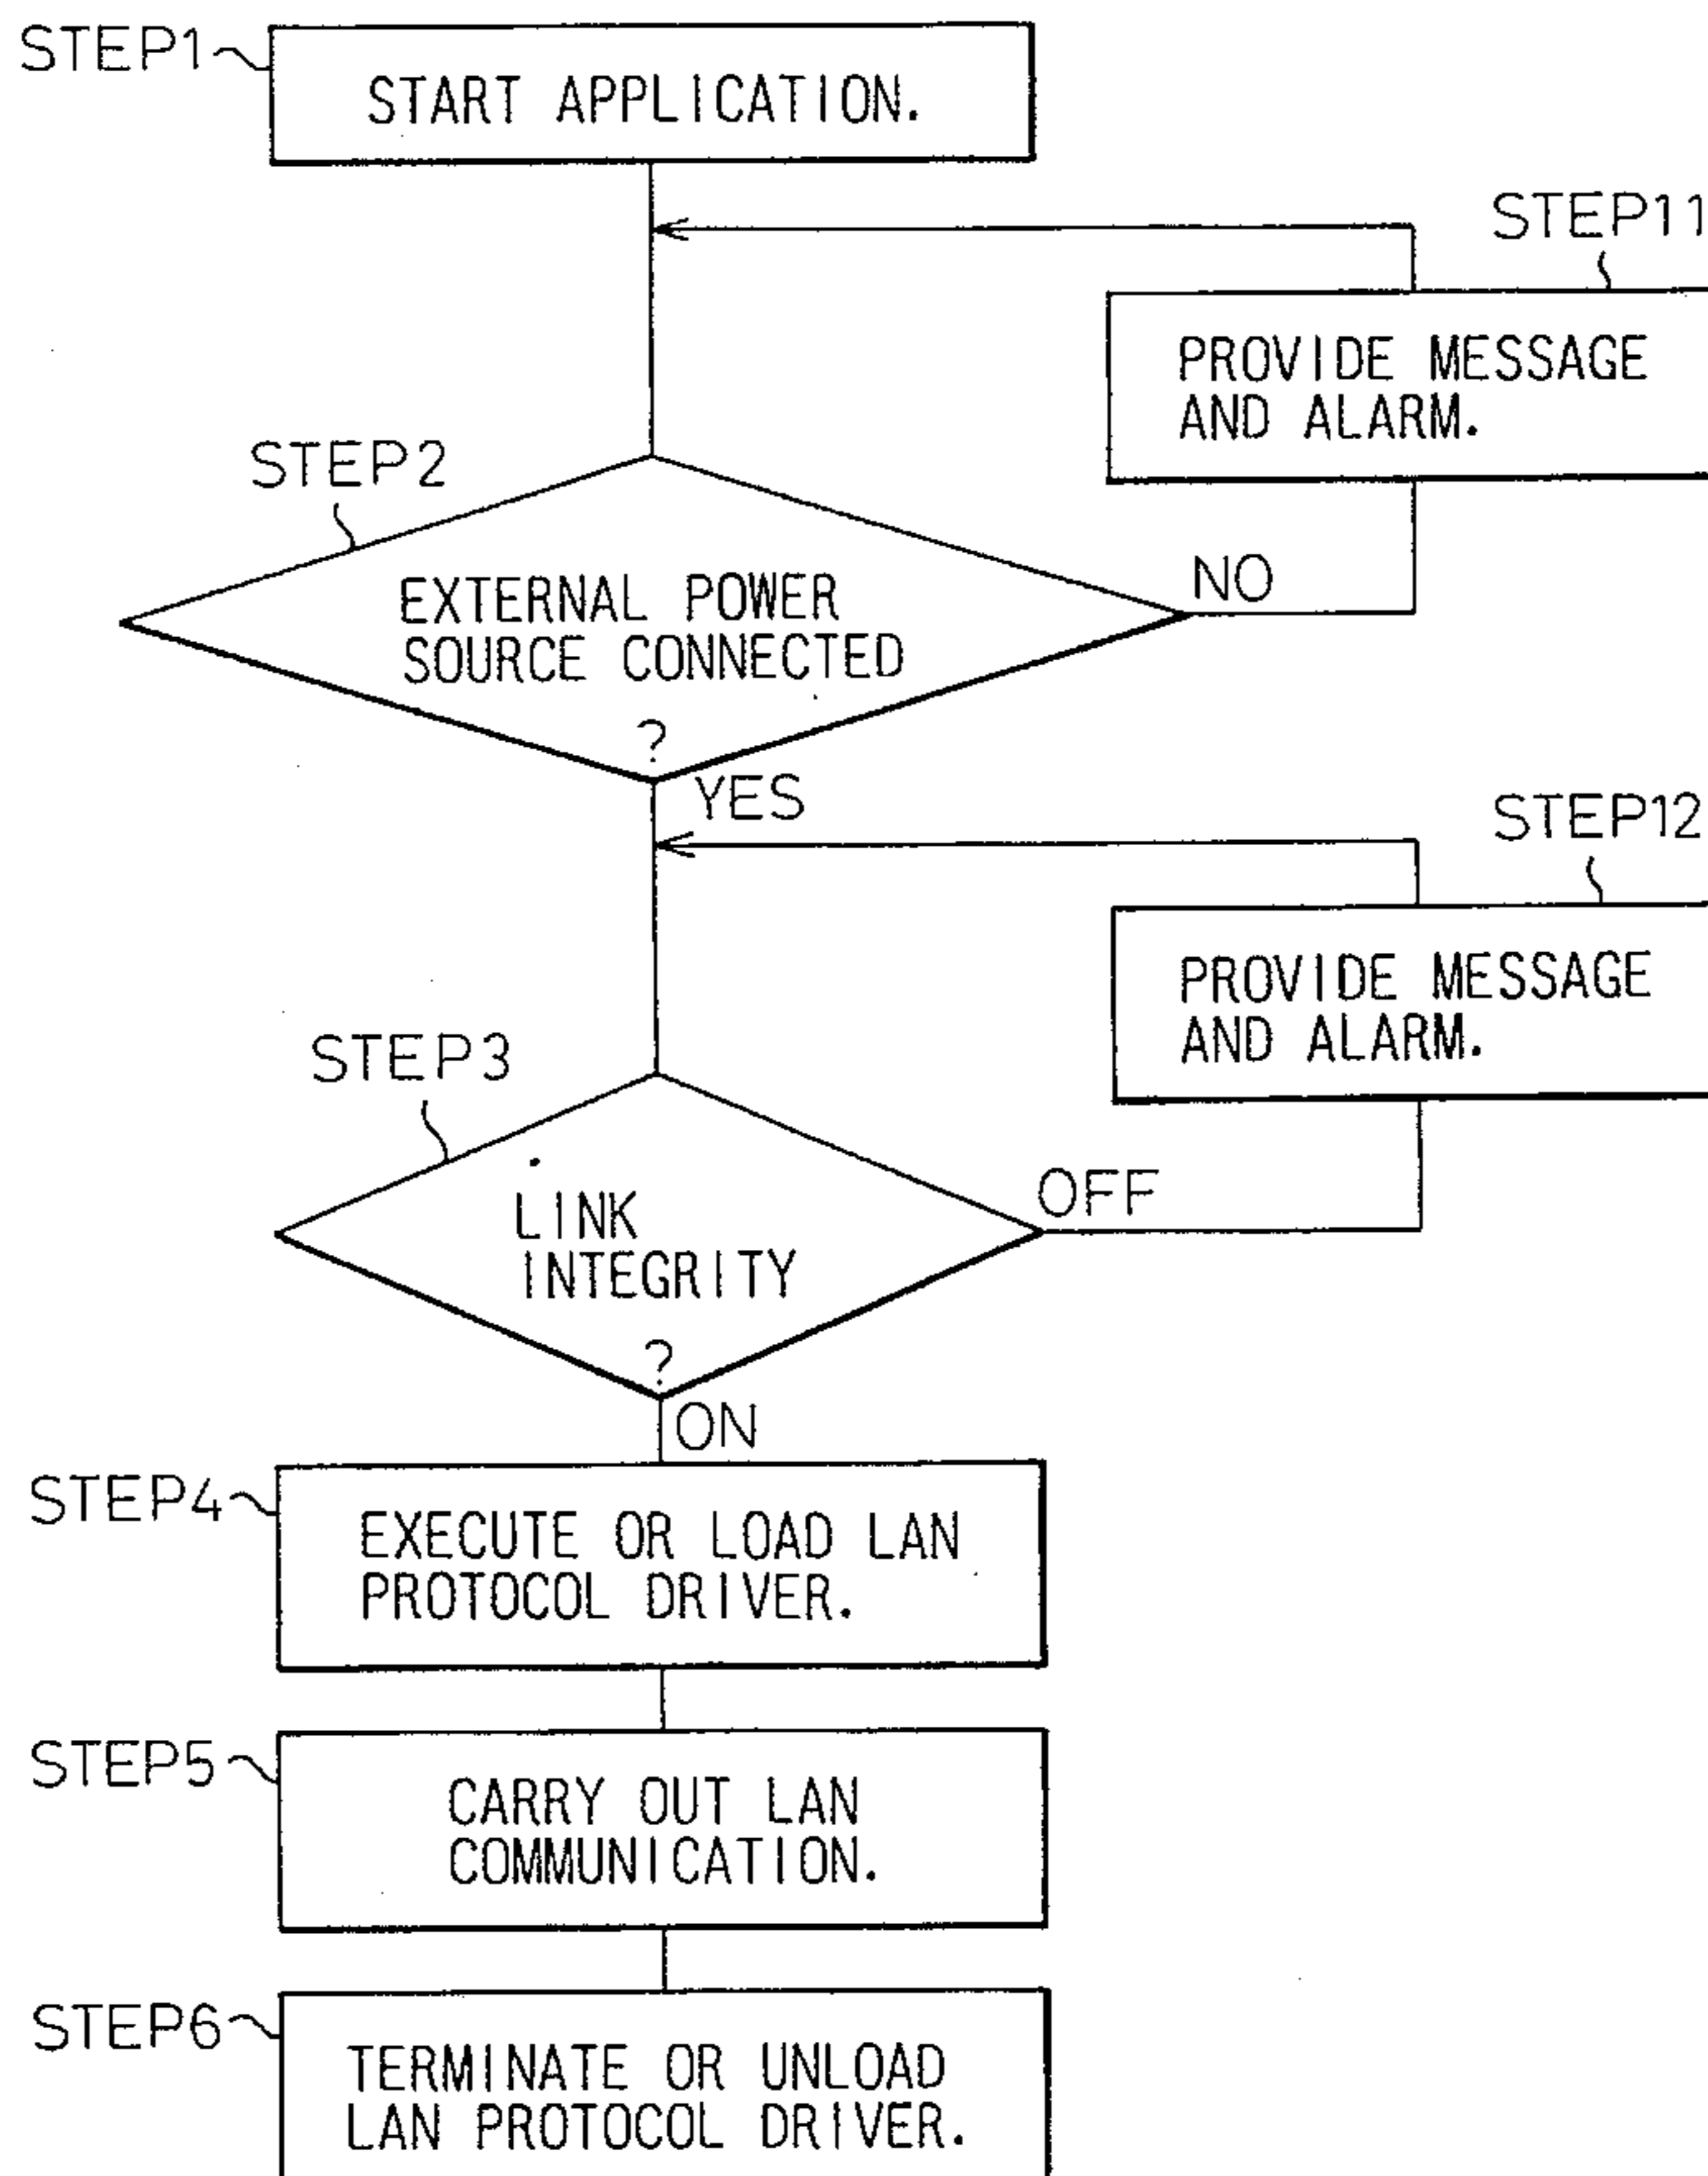 STEP1
START APPLICATION.
STEP11
PROVIDE MESSAGE
AND ALARM.
STEP2
EXTERNAL POWER
SOURCE CONNECTED
?
NO
YES
STEP12
PROVIDE MESSAGE
AND ALARM.
STEP3
LINK
INTEGRITY
?
OFF
ON
STEP4
EXECUTE OR LOAD LAN
PROTOCOL DRIVER.
STEP5
CARRY OUT LAN
COMMUNICATION.
STEP6
TERMINATE OR UNLOAD
LAN PROTOCOL DRIVER.